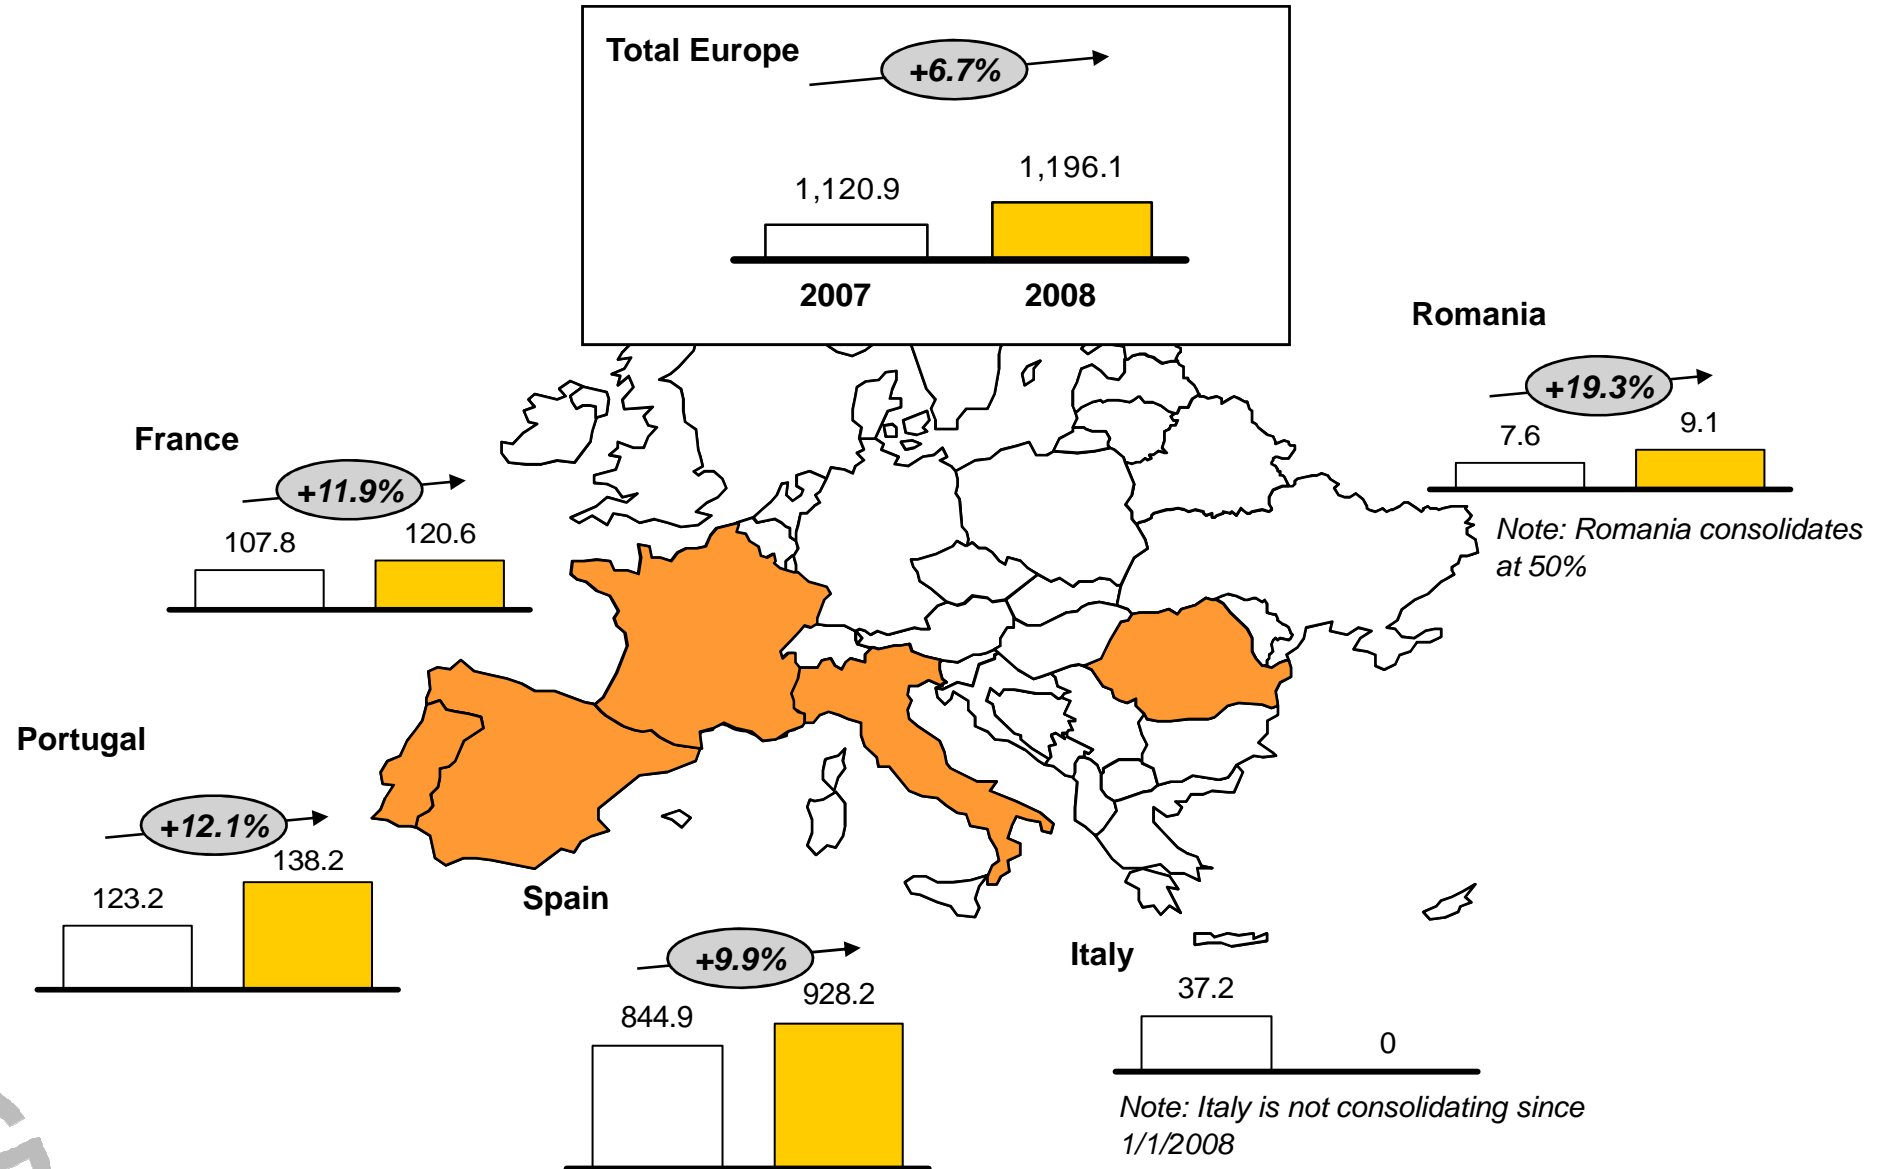 Total Europe
+6.7%
1,120.9
1,196.1
2007
2008
Romania
+19.3%
7.6
9.1
Note: Romania consolidates
at 50%
France
+11.9%
107.8
120.6
Portugal
+12.1%
123.2
138.2
Spain
+9.9%
844.9
928.2
Italy
37.2
0
Note: Italy is not consolidating since
1/1/2008